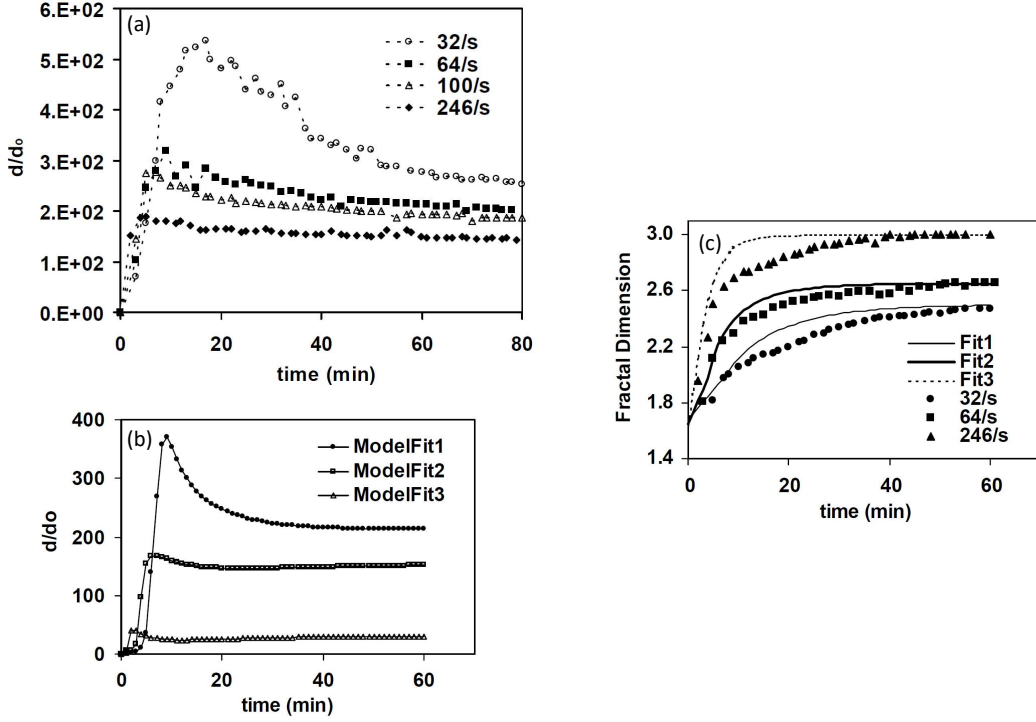 (a)
6.E+02
5.E+02
4.E+02
3.E+02
2.E+02
1.E+02
0.E+00
d/do
32/s
64/s
100/s
246/s
0 20 40 60 80
time (min)
(b)
400
300
200
100
0
d/do
ModelFit1
ModelFit2
ModelFit3
0 20 40 60
time (min)
(c)
3.0
2.6
2.2
1.8
1.4
Fractal Dimension
Fit1
Fit2
Fit3
32/s
64/s
246/s
0 20 40 60
time (min)